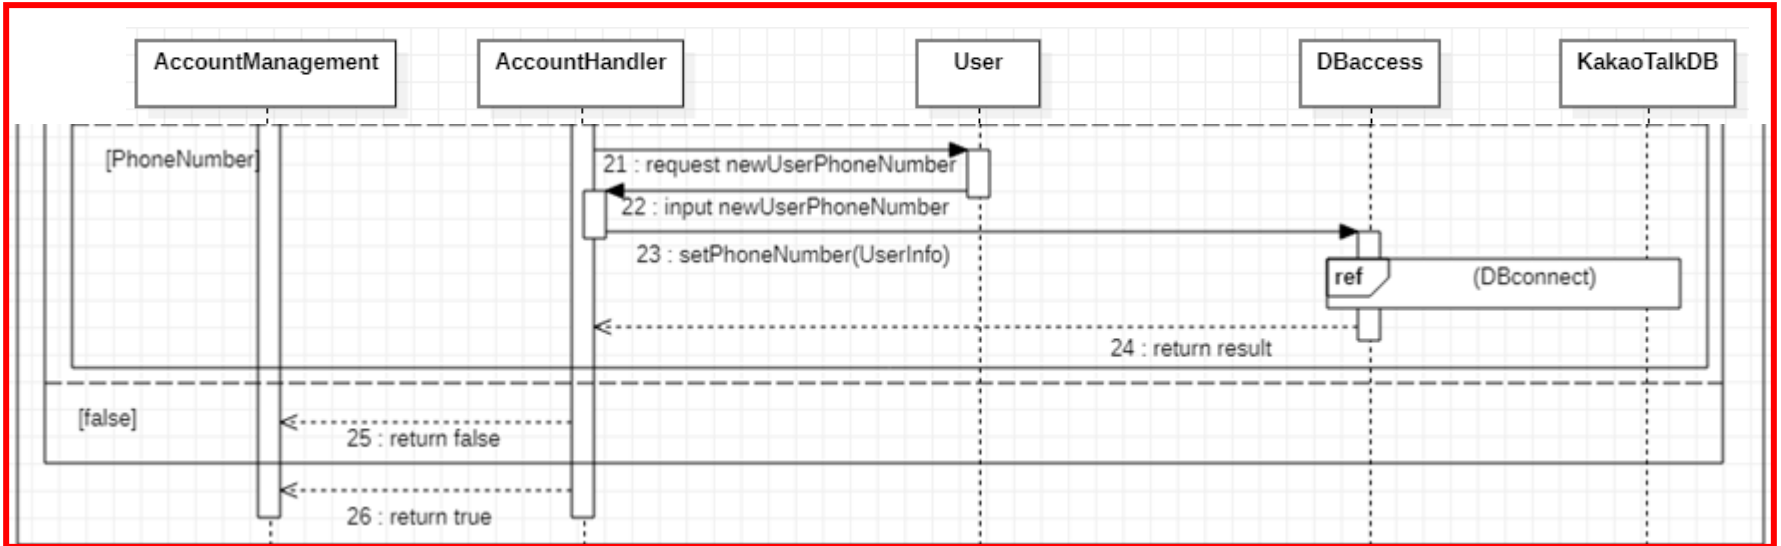 AccountManagement
AccountHandler
User
DBaccess
KakaoTalkDB
[PhoneNumber]
21 : request newUserPhoneNumber
22 : input newUserPhoneNumber
23 : setPhoneNumber(UserInfo)
ref
(DBconnect)
24 : return result
[false]
25 : return false
26 : return true